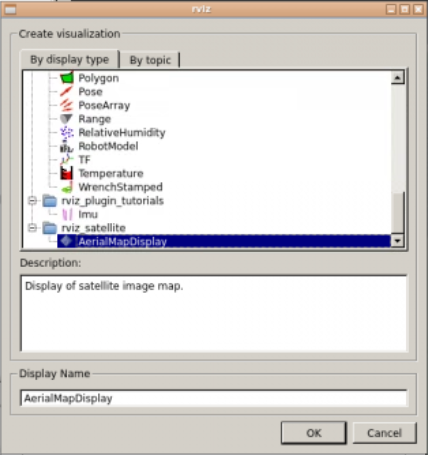 rviz
Create visualization
By display type
By topic
Polygon
Pose
PoseArray
Range
RelativeHumidity
RobotModel
TF
Temperature
WrenchStamped
rviz_plugin_tutorials
Imu
rviz_satellite
AerialMapDisplay
Description:
Display of satellite image map.
Display Name
AerialMapDisplay
OK
Cancel